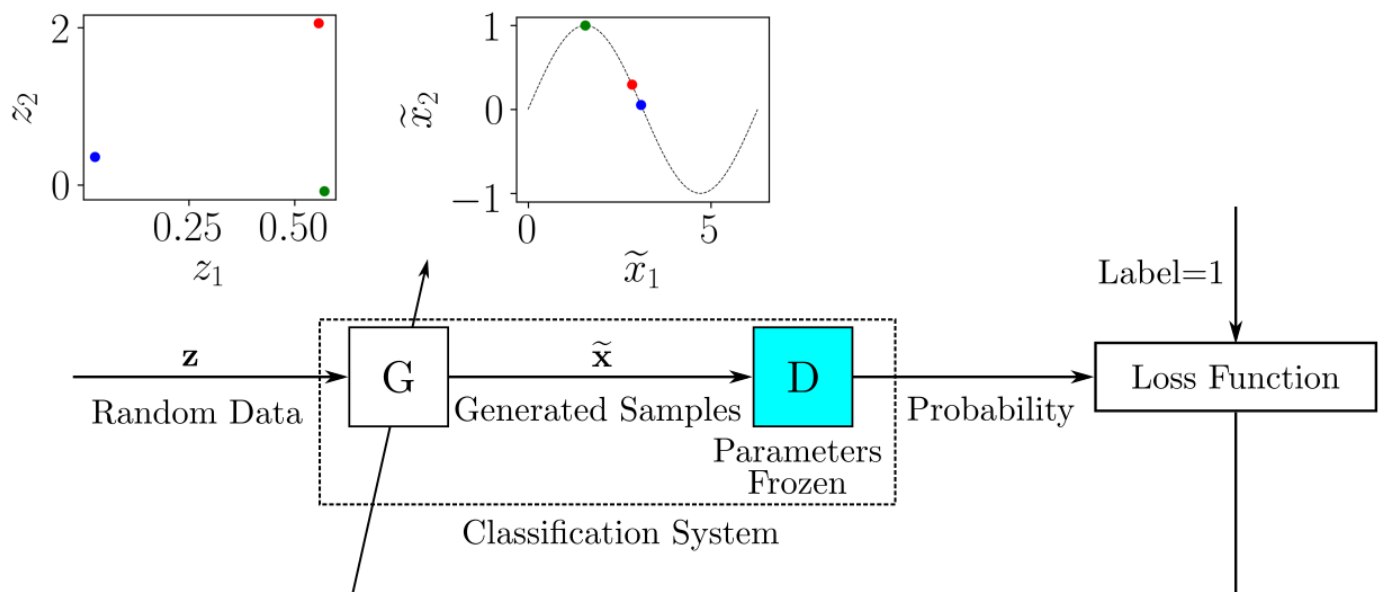 2
0
z₂
0.25 0.50
z₁
1
0
−1
x̃₂
0 5
x̃₁
Label=1
z
Random Data
G
x̃
Generated Samples
D
Parameters
Frozen
Probability
Loss Function
Classification System